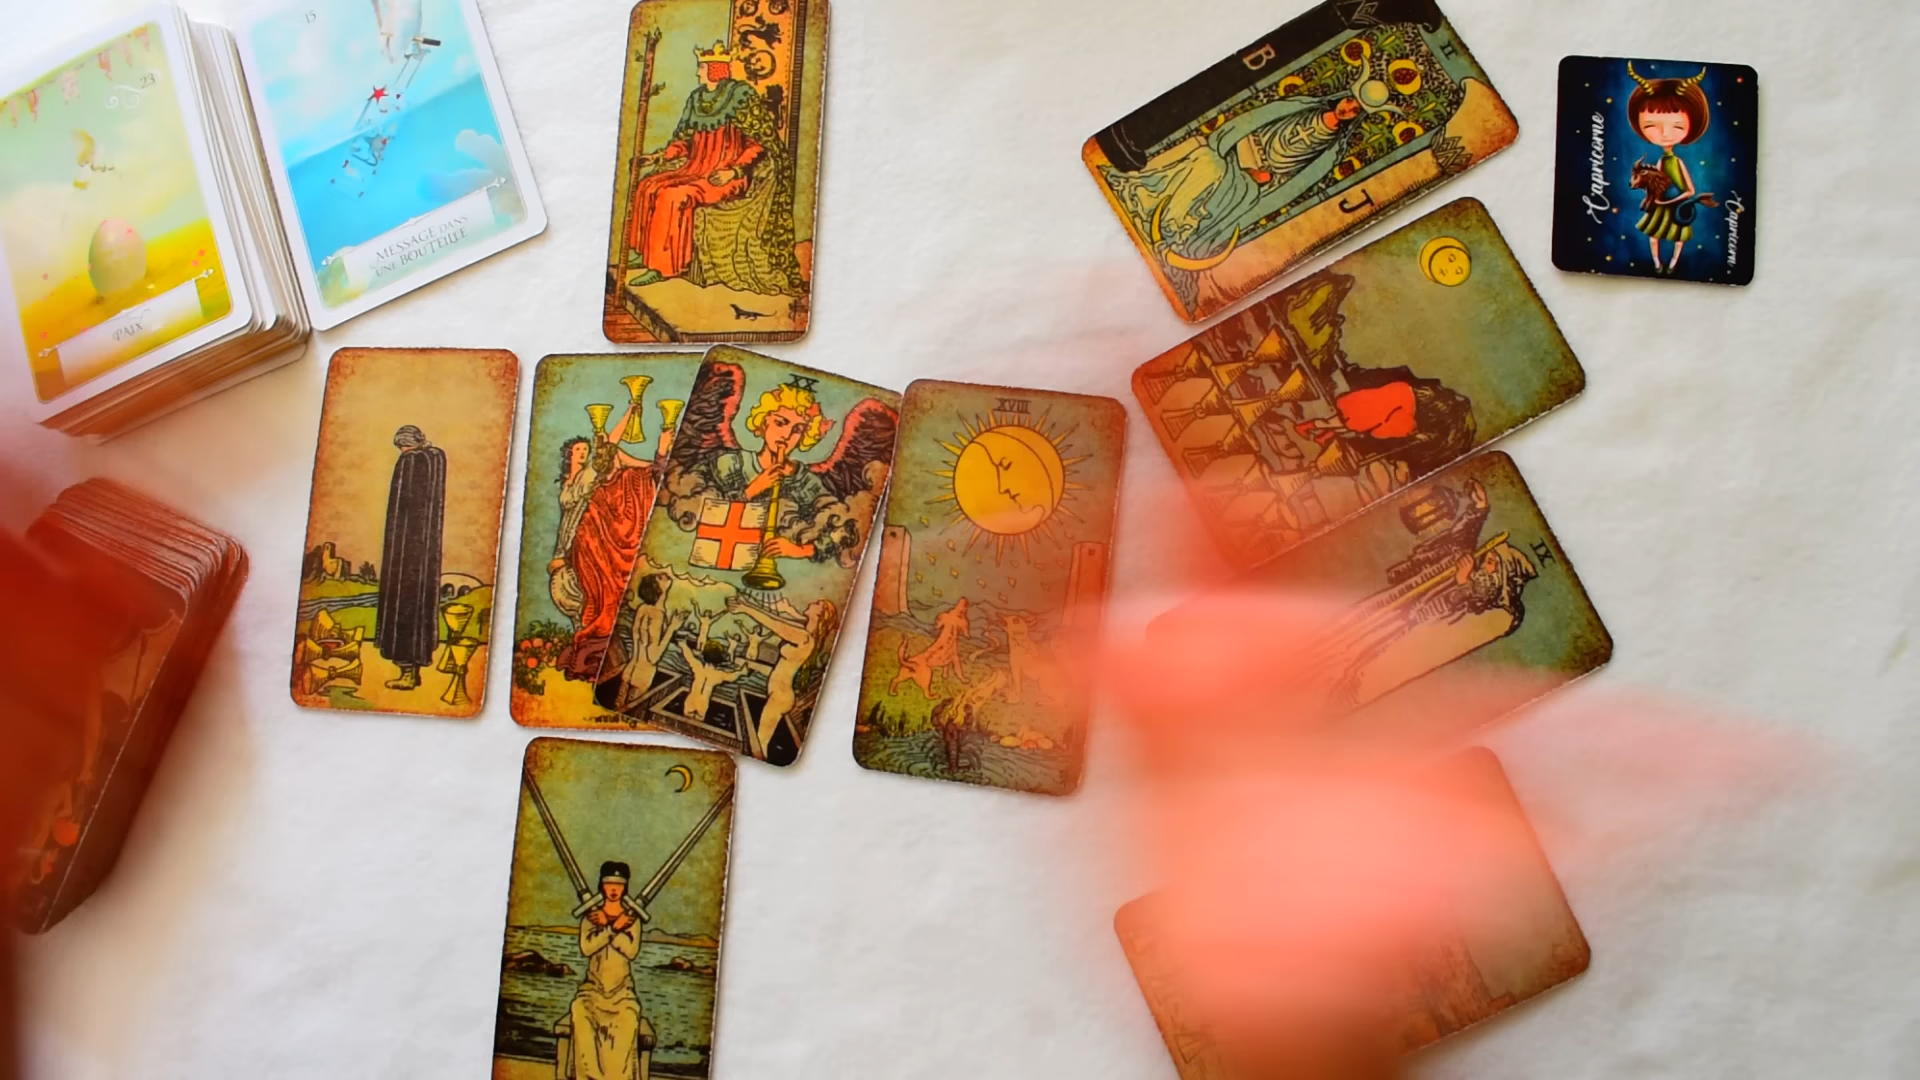 23
PAIX
15
MESSAGE DANS
UNE BOUTEILLE
B
J
II
Capricorne
Capricorn
XX
XVIII
IX